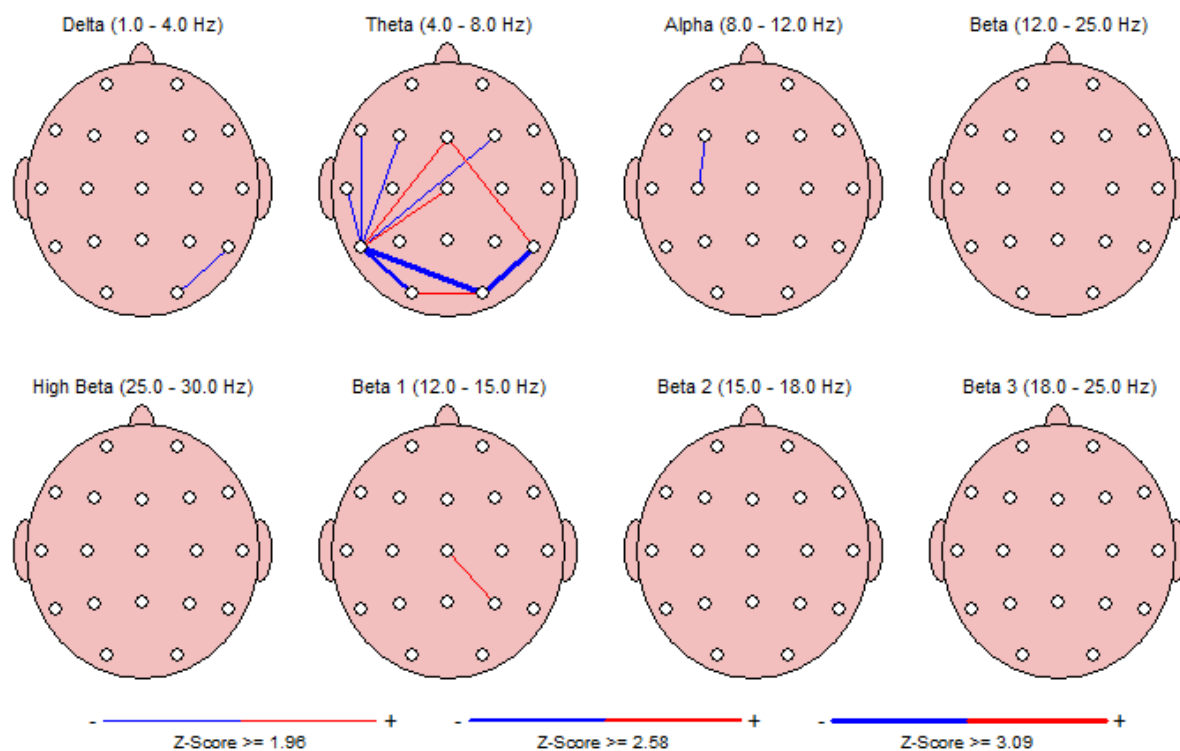 Delta (1.0 - 4.0 Hz) Theta (4.0 - 8.0 Hz) Alpha (8.0 - 12.0 Hz) Beta (12.0 - 25.0 Hz)
High Beta (25.0 - 30.0 Hz) Beta 1 (12.0 - 15.0 Hz) Beta 2 (15.0 - 18.0 Hz) Beta 3 (18.0 - 25.0 Hz)
- + - + - +
Z-Score >= 1.96 Z-Score >= 2.58 Z-Score >= 3.09